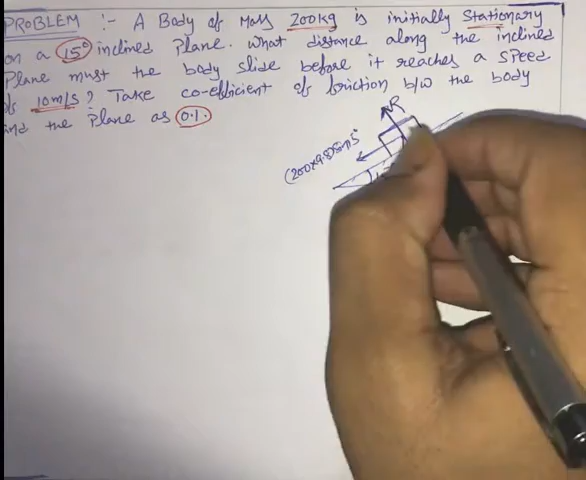 PROBLEM :- A Body of Mass 200kg is initially Stationary
on a 15° inclined Plane. What distance along the inclined
Plane must the body slide before it reaches a speed
of 10m/s? Take co-efficient of friction b/w the body
and the Plane as 0.1.
R
(200×9.8)sin15°